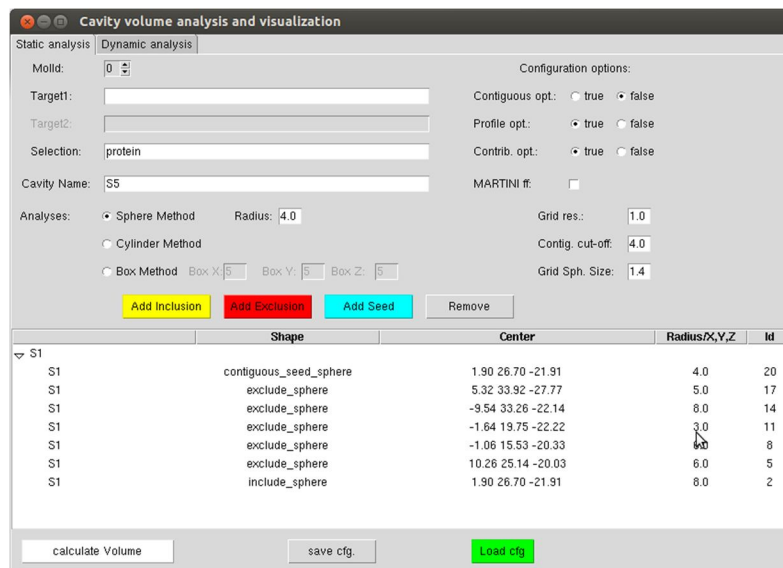 Cavity volume analysis and visualization
Static analysis Dynamic analysis
MolId: 0 Configuration options:
Target1: Contiguous opt.: true false
Target2: Profile opt.: true false
Selection: protein Contrib. opt.: true false
Cavity Name: S5 MARTINI ff:
Analyses: Sphere Method Radius: 4.0 Grid res.: 1.0
Cylinder Method Contig. cut-off: 4.0
Box Method Box X: 5 Box Y: 5 Box Z: 5 Grid Sph. Size: 1.4
Add Inclusion Add Exclusion Add Seed Remove
Shape Center Radius/X,Y,Z Id
S1
S1 contiguous_seed_sphere 1.90 26.70 -21.91 4.0 20
S1 exclude_sphere 5.32 33.92 -27.77 5.0 17
S1 exclude_sphere -9.54 33.26 -22.14 8.0 14
S1 exclude_sphere -1.64 19.75 -22.22 3.0 11
S1 exclude_sphere -1.06 15.53 -20.33 8
S1 exclude_sphere 10.26 25.14 -20.03 6.0 5
S1 include_sphere 1.90 26.70 -21.91 8.0 2
calculate Volume save cfg. Load cfg